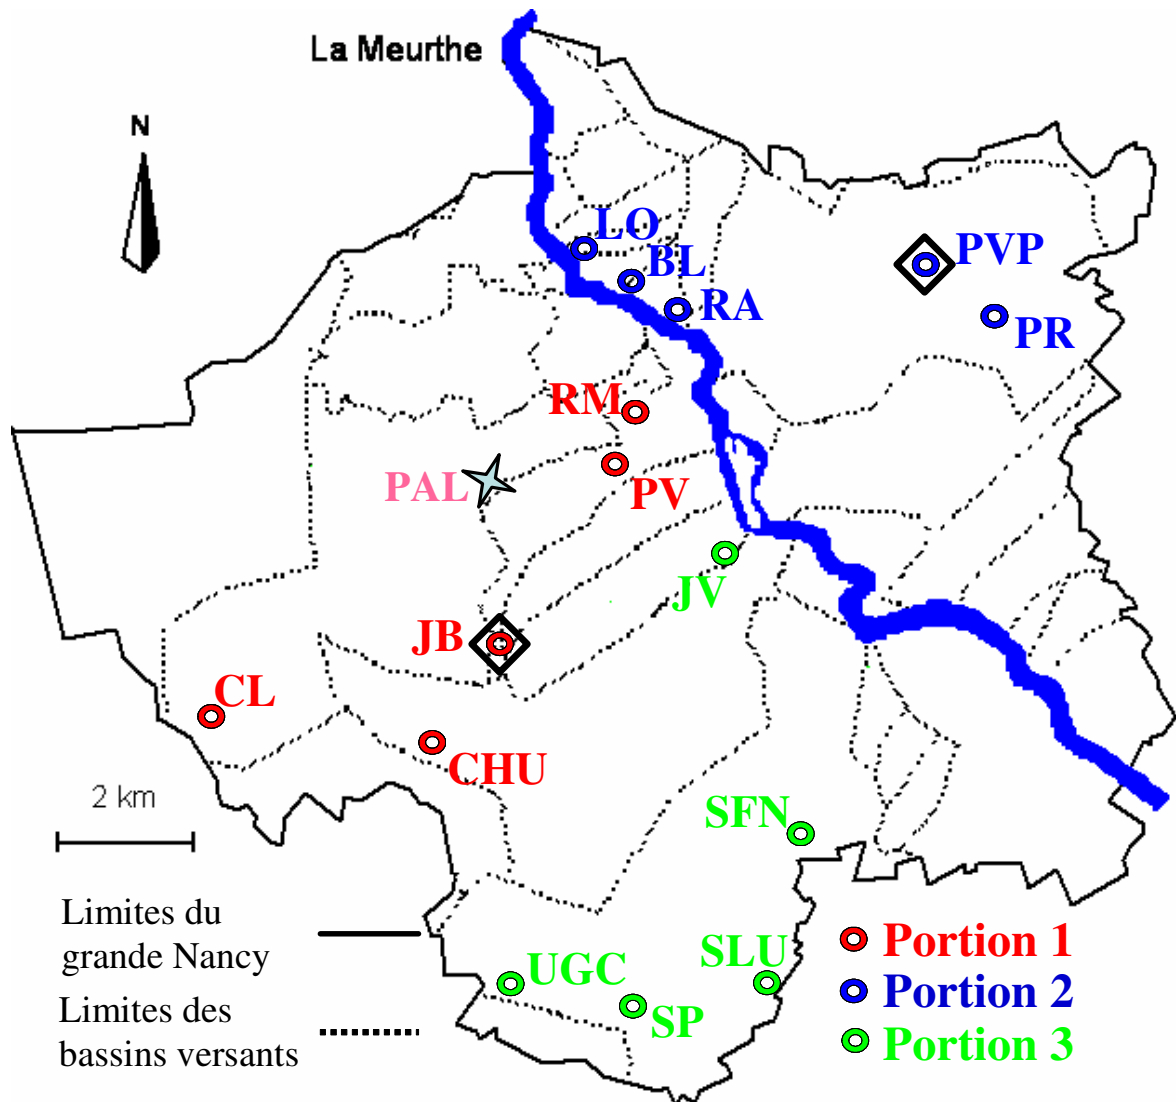 La Meurthe
N
LO
BL
PVP
RA
PR
RM
PAL
PV
JV
JB
CL
CHU
2 km
SFN
Limites du
grande Nancy
Limites des
bassins versants
UGC
SLU
SP
Portion 1
Portion 2
Portion 3